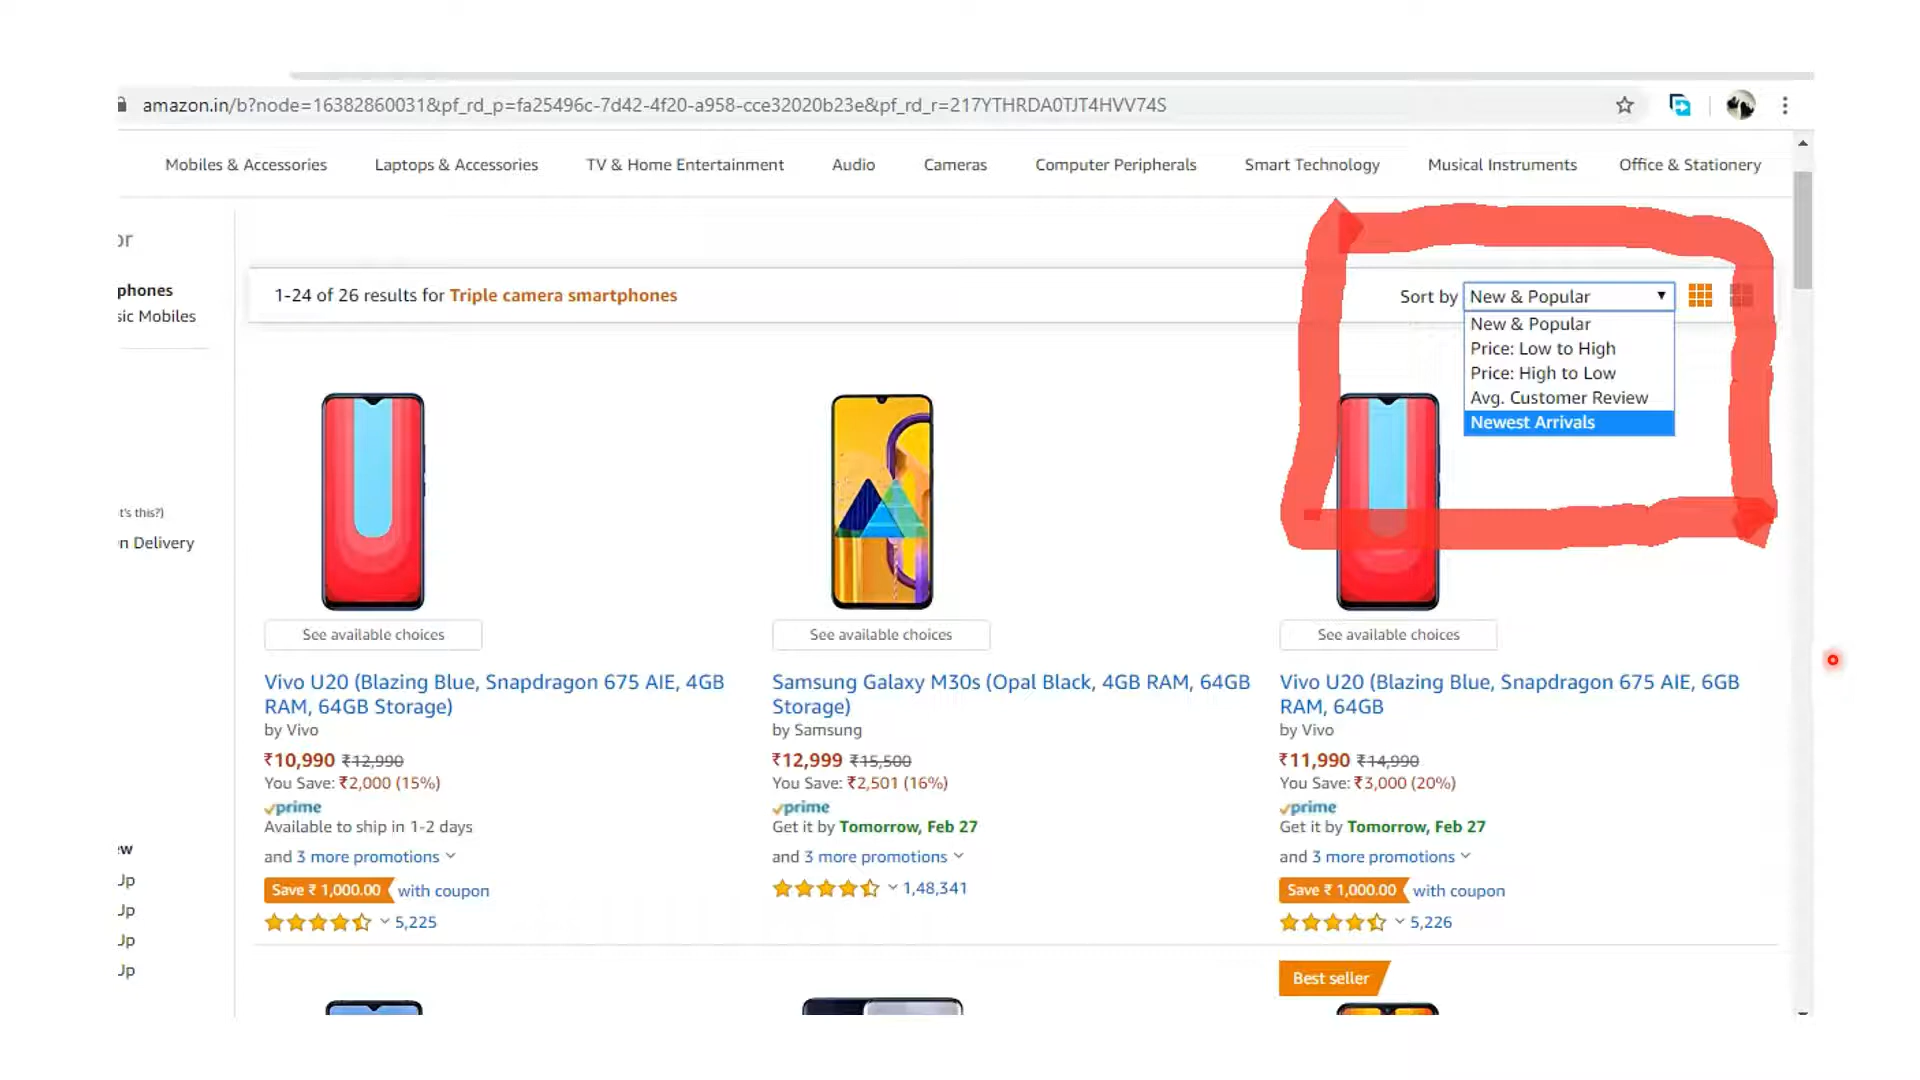 amazon.in/b?node=16382860031&pf_rd_p=fa25496c-7d42-4f20-a958-cce32020b23e&pf_rd_r=217YTHRDA0TJT4HVV74S
Mobiles & Accessories Laptops & Accessories TV & Home Entertainment Audio Cameras Computer Peripherals Smart Technology Musical Instruments Office & Stationery
or
phones
sic Mobiles
t's this?)
n Delivery
ew
Up
Up
Up
Up
1-24 of 26 results for Triple camera smartphones
Sort by New & Popular
New & Popular
Price: Low to High
Price: High to Low
Avg. Customer Review
Newest Arrivals
See available choices
Vivo U20 (Blazing Blue, Snapdragon 675 AIE, 4GB
RAM, 64GB Storage)
by Vivo
₹10,990 ₹12,990
You Save: ₹2,000 (15%)
prime
Available to ship in 1-2 days
and 3 more promotions
Save ₹ 1,000.00 with coupon
5,225
See available choices
Samsung Galaxy M30s (Opal Black, 4GB RAM, 64GB
Storage)
by Samsung
₹12,999 ₹15,500
You Save: ₹2,501 (16%)
prime
Get it by Tomorrow, Feb 27
and 3 more promotions
1,48,341
See available choices
Vivo U20 (Blazing Blue, Snapdragon 675 AIE, 6GB
RAM, 64GB
by Vivo
₹11,990 ₹14,990
You Save: ₹3,000 (20%)
prime
Get it by Tomorrow, Feb 27
and 3 more promotions
Save ₹ 1,000.00 with coupon
5,226
Best seller